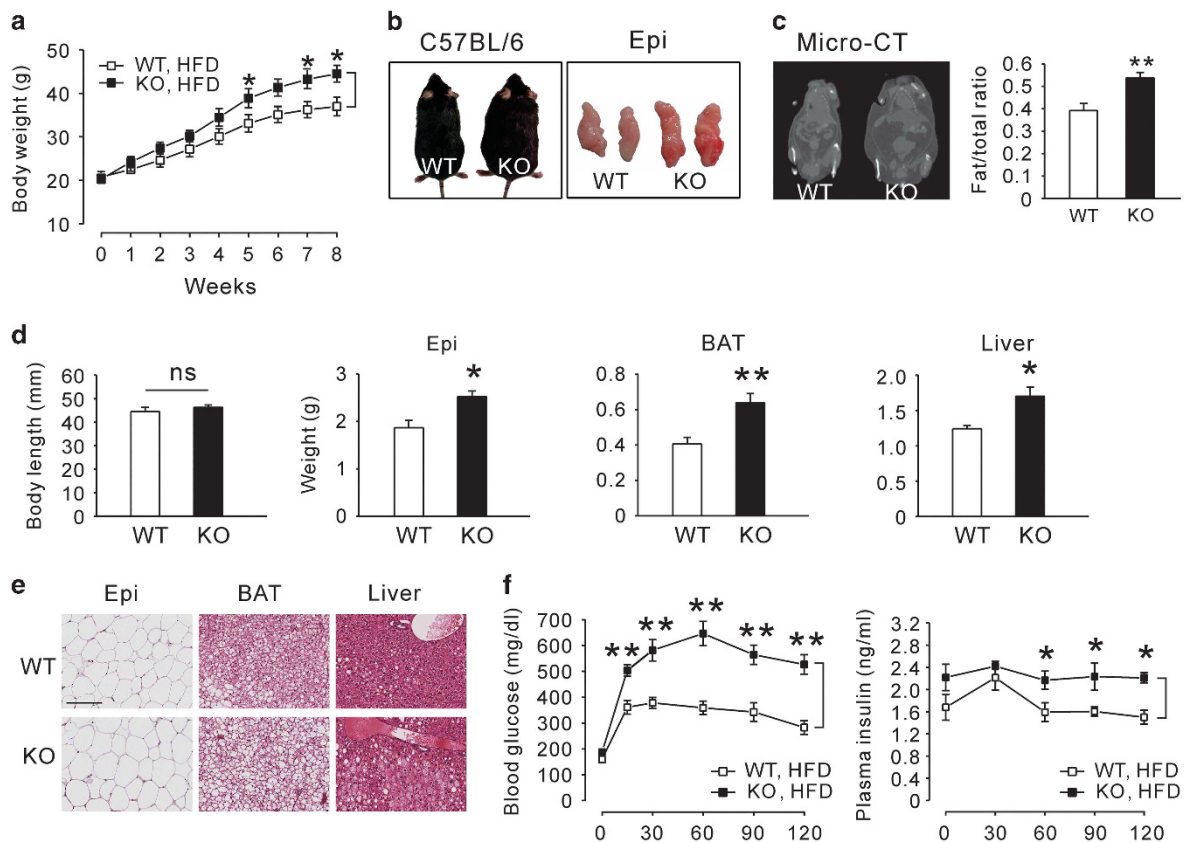 a
Body weight (g)
50
40
30
20
10
WT, HFD
KO, HFD
*
*
*
0 1 2 3 4 5 6 7 8
Weeks
b
C57BL/6
Epi
WT KO
WT KO
c
Micro-CT
WT KO
Fat/total ratio
0.6
0.5
0.4
0.3
0.2
0.1
0
**
WT KO
d
Body length (mm)
60
50
40
30
20
10
0
ns
WT KO
Epi
Weight (g)
3
2
1
0
*
WT KO
BAT
0.8
0.6
0.4
0.2
0
**
WT KO
Liver
2.0
1.5
1.0
0.5
0
*
WT KO
e
Epi BAT Liver
WT
KO
f
Blood glucose (mg/dl)
700
600
500
400
300
200
100
0
** ** ** ** **
WT, HFD
KO, HFD
0 30 60 90 120
Plasma insulin (ng/ml)
3.2
2.8
2.4
2.0
1.6
1.2
0
* * *
WT, HFD
KO, HFD
0 30 60 90 120